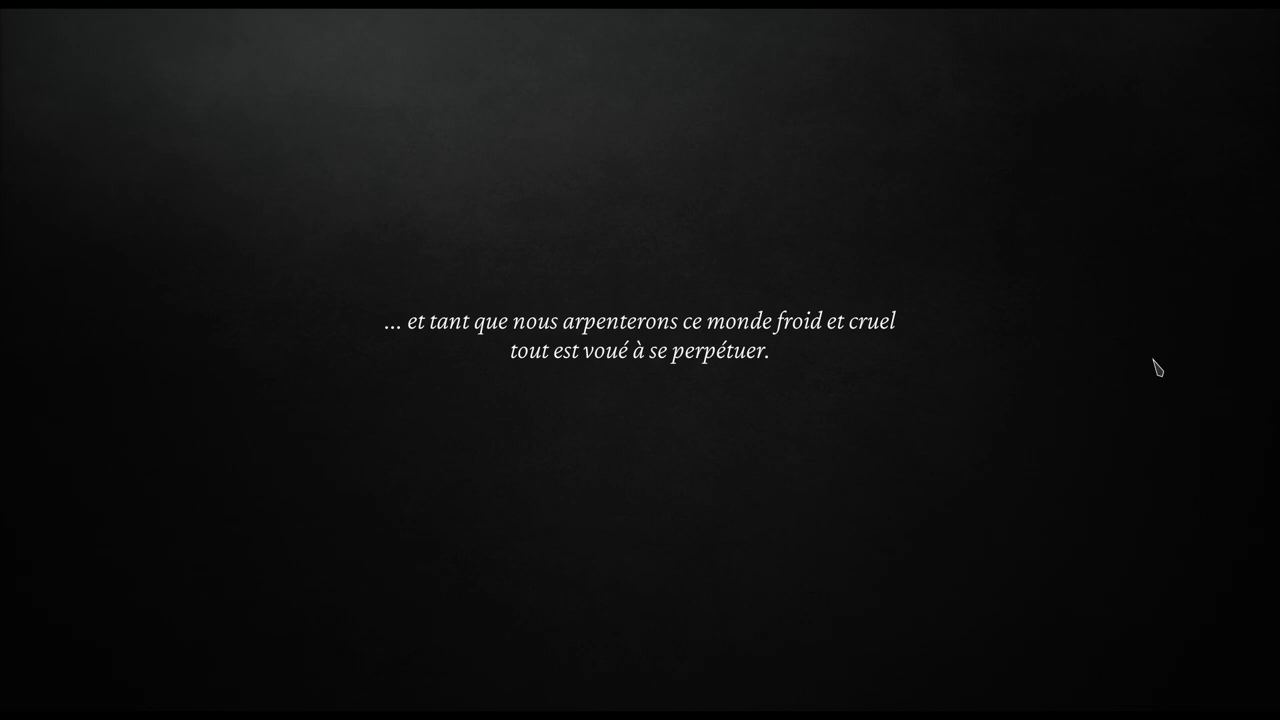 ... et tant que nous arpenterons ce monde froid et cruel
tout est voué à se perpétuer.